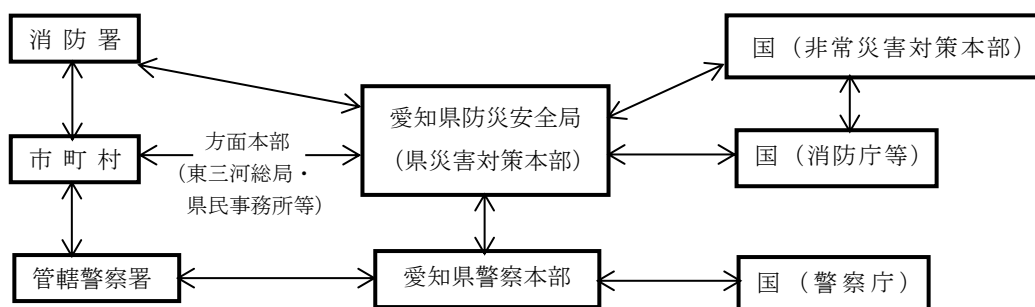 消防署
国（非常災害対策本部）
愛知県防災安全局
（県災害対策本部）
方面本部
（東三河総局・
県民事務所等）
市町村
国（消防庁等）
管轄警察署
愛知県警察本部
国（警察庁）